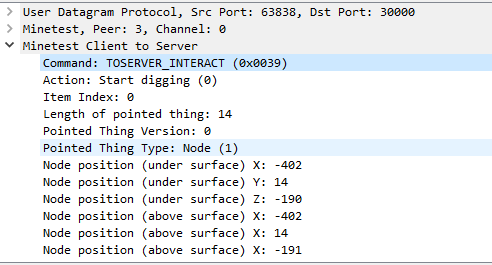 User Datagram Protocol, Src Port: 63838, Dst Port: 30000
Minetest, Peer: 3, Channel: 0
Minetest Client to Server
Command: TOSERVER_INTERACT (0x0039)
Action: Start digging (0)
Item Index: 0
Length of pointed thing: 14
Pointed Thing Version: 0
Pointed Thing Type: Node (1)
Node position (under surface) X: -402
Node position (under surface) Y: 14
Node position (under surface) Z: -190
Node position (above surface) X: -402
Node position (above surface) X: 14
Node position (above surface) X: -191